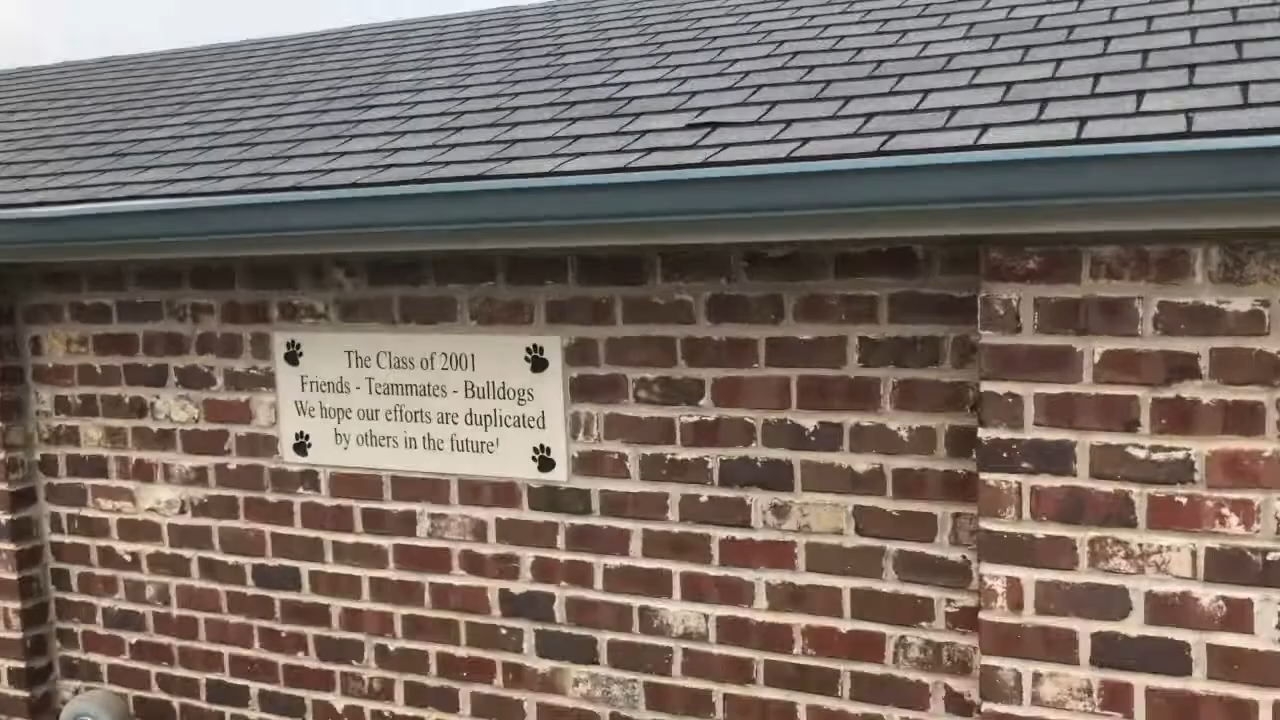 The Class of 2001
Friends - Teammates - Bulldogs
We hope our efforts are duplicated
by others in the future!